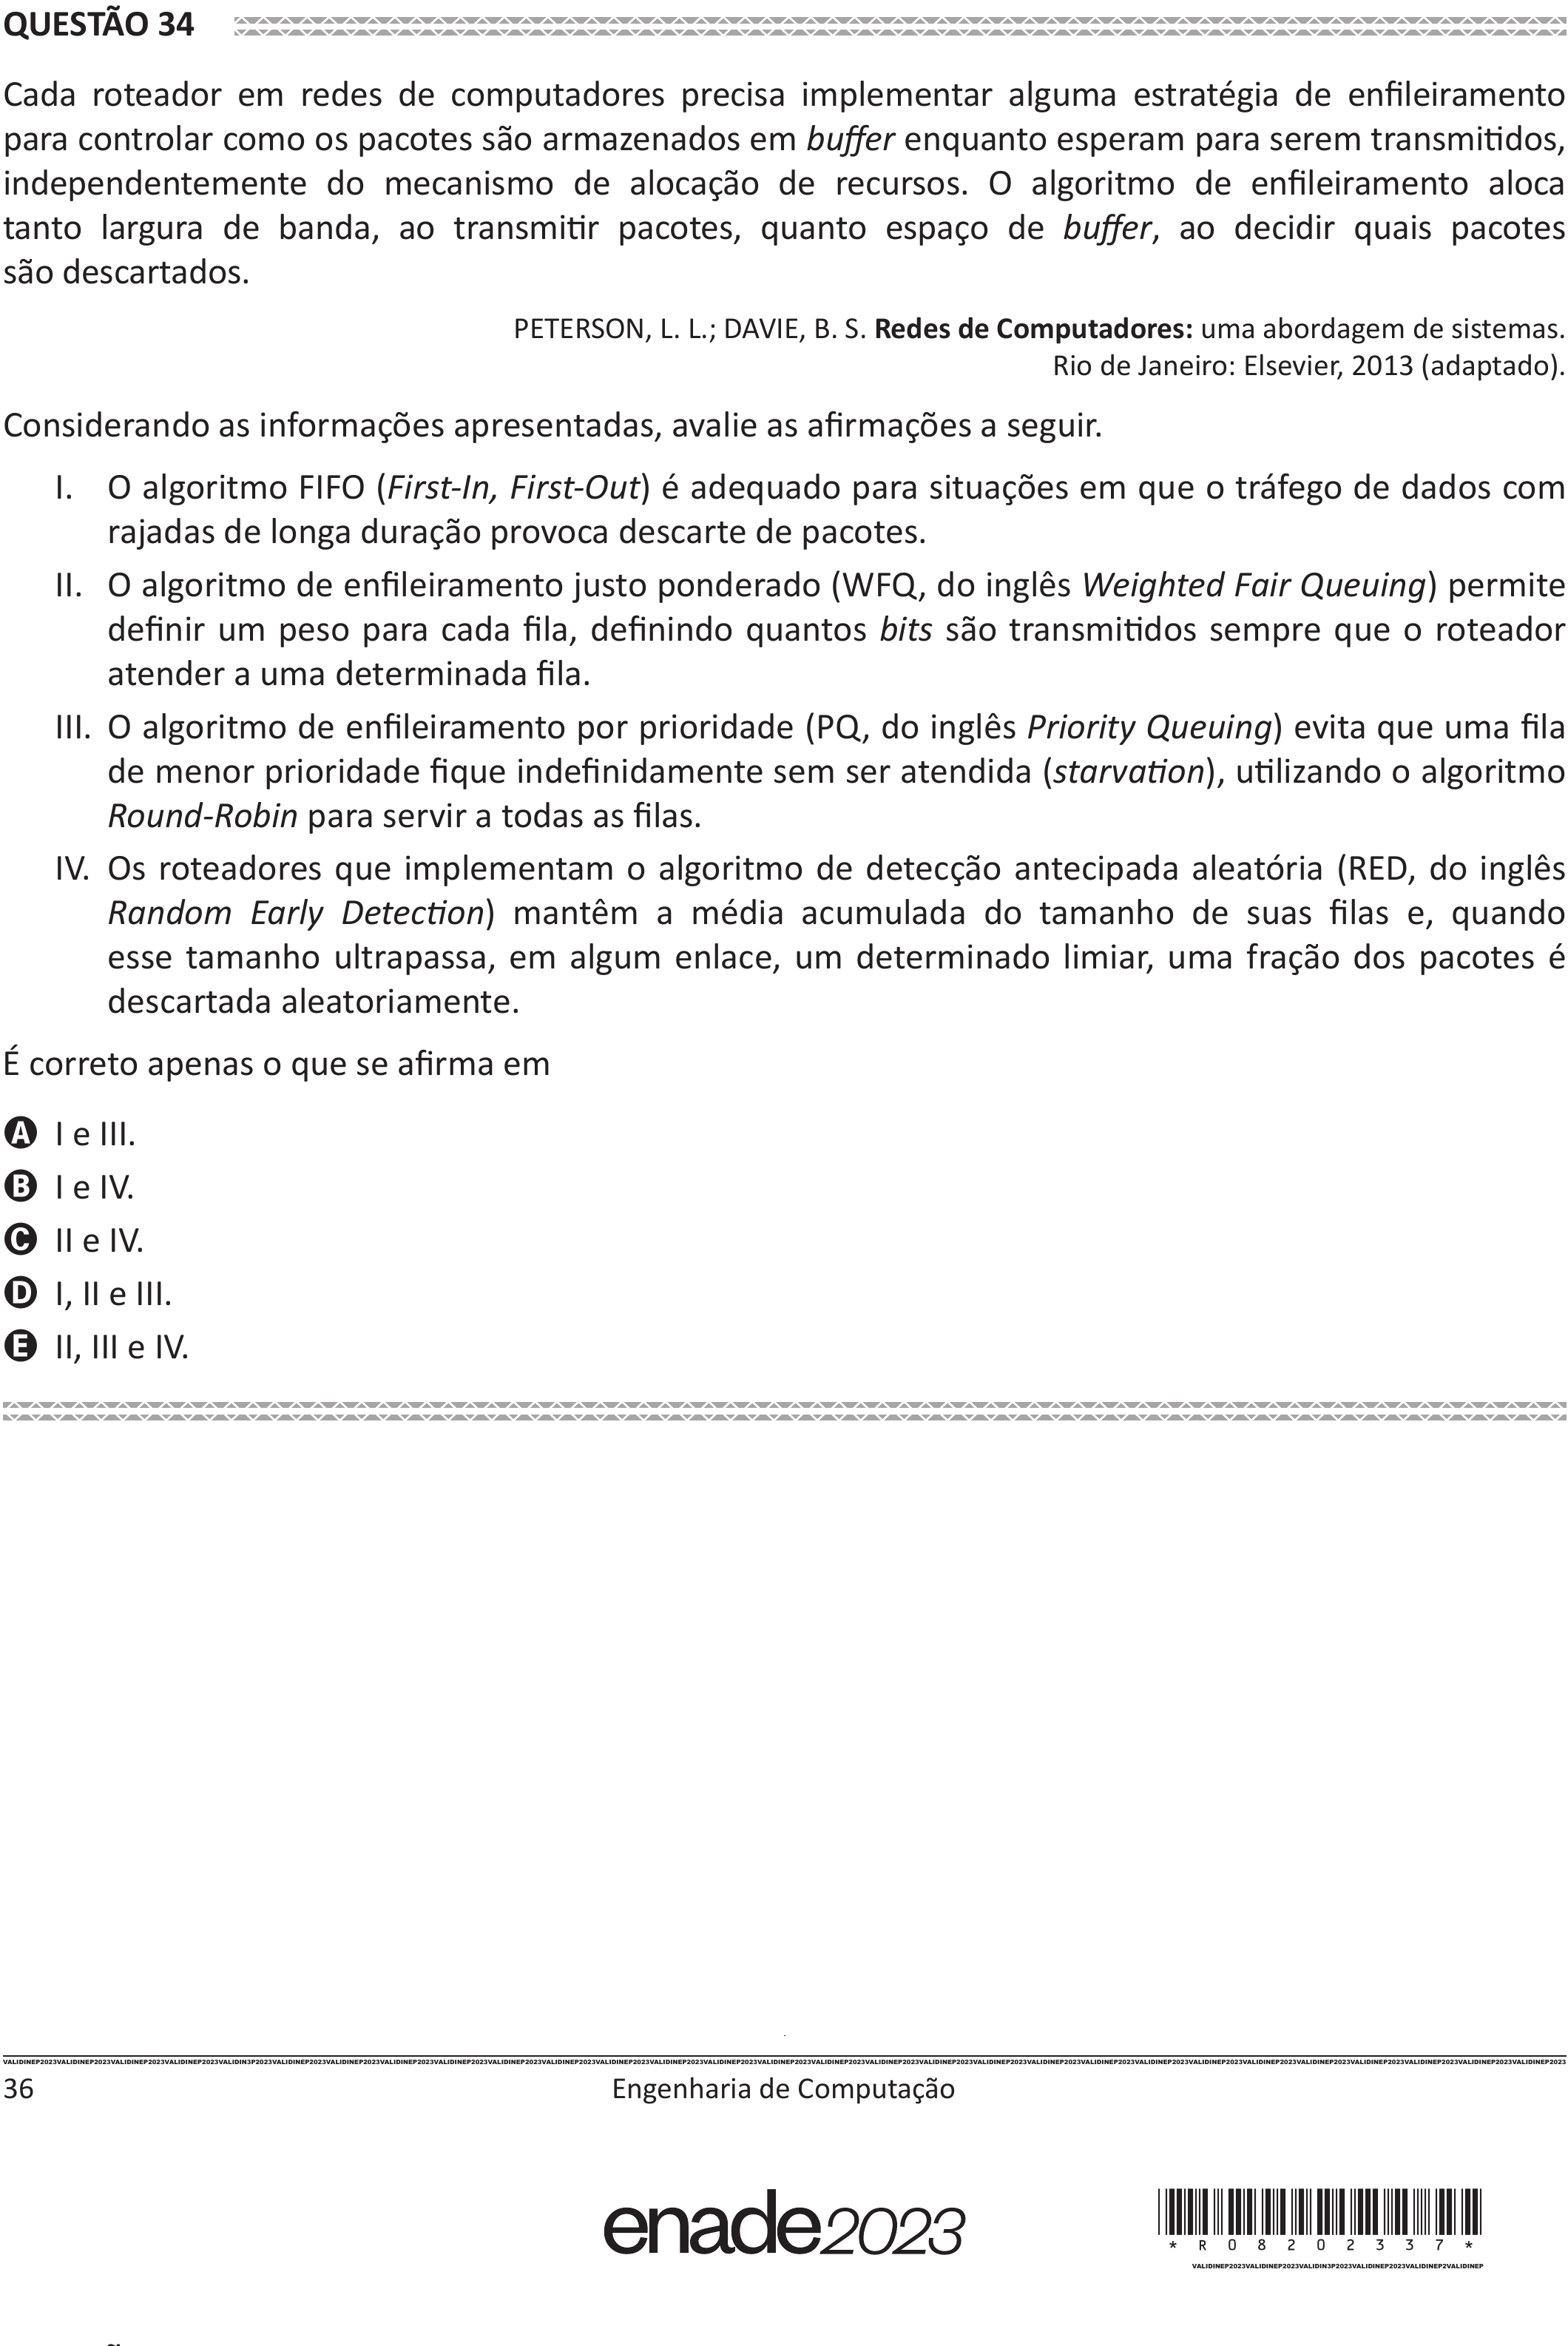 QUESTÃO 34
Cada roteador em redes de computadores precisa implementar alguma estratégia de enfileiramento
para controlar como os pacotes são armazenados em buffer enquanto esperam para serem transmitidos,
independentemente do mecanismo de alocação de recursos. O algoritmo de enfileiramento aloca
tanto largura de banda, ao transmitir pacotes, quanto espaço de buffer, ao decidir quais pacotes
são descartados.
PETERSON, L. L.; DAVIE, B. S. Redes de Computadores: uma abordagem de sistemas.
Rio de Janeiro: Elsevier, 2013 (adaptado).
Considerando as informações apresentadas, avalie as afirmações a seguir.
I. O algoritmo FIFO (First-In, First-Out) é adequado para situações em que o tráfego de dados com
rajadas de longa duração provoca descarte de pacotes.
II. O algoritmo de enfileiramento justo ponderado (WFQ, do inglês Weighted Fair Queuing) permite
definir um peso para cada fila, definindo quantos bits são transmitidos sempre que o roteador
atender a uma determinada fila.
III. O algoritmo de enfileiramento por prioridade (PQ, do inglês Priority Queuing) evita que uma fila
de menor prioridade fique indefinidamente sem ser atendida (starvation), utilizando o algoritmo
Round-Robin para servir a todas as filas.
IV. Os roteadores que implementam o algoritmo de detecção antecipada aleatória (RED, do inglês
Random Early Detection) mantêm a média acumulada do tamanho de suas filas e, quando
esse tamanho ultrapassa, em algum enlace, um determinado limiar, uma fração dos pacotes é
descartada aleatoriamente.
É correto apenas o que se afirma em
A I e III.
B I e IV.
C II e IV.
D I, II e III.
E II, III e IV.
36
Engenharia de Computação
enade2023
*R08202337*
VALIDINEP2023VALIDINEP2023VALIDIN3P2023VALIDINEP2023VALIDINEP2VALIDINEP